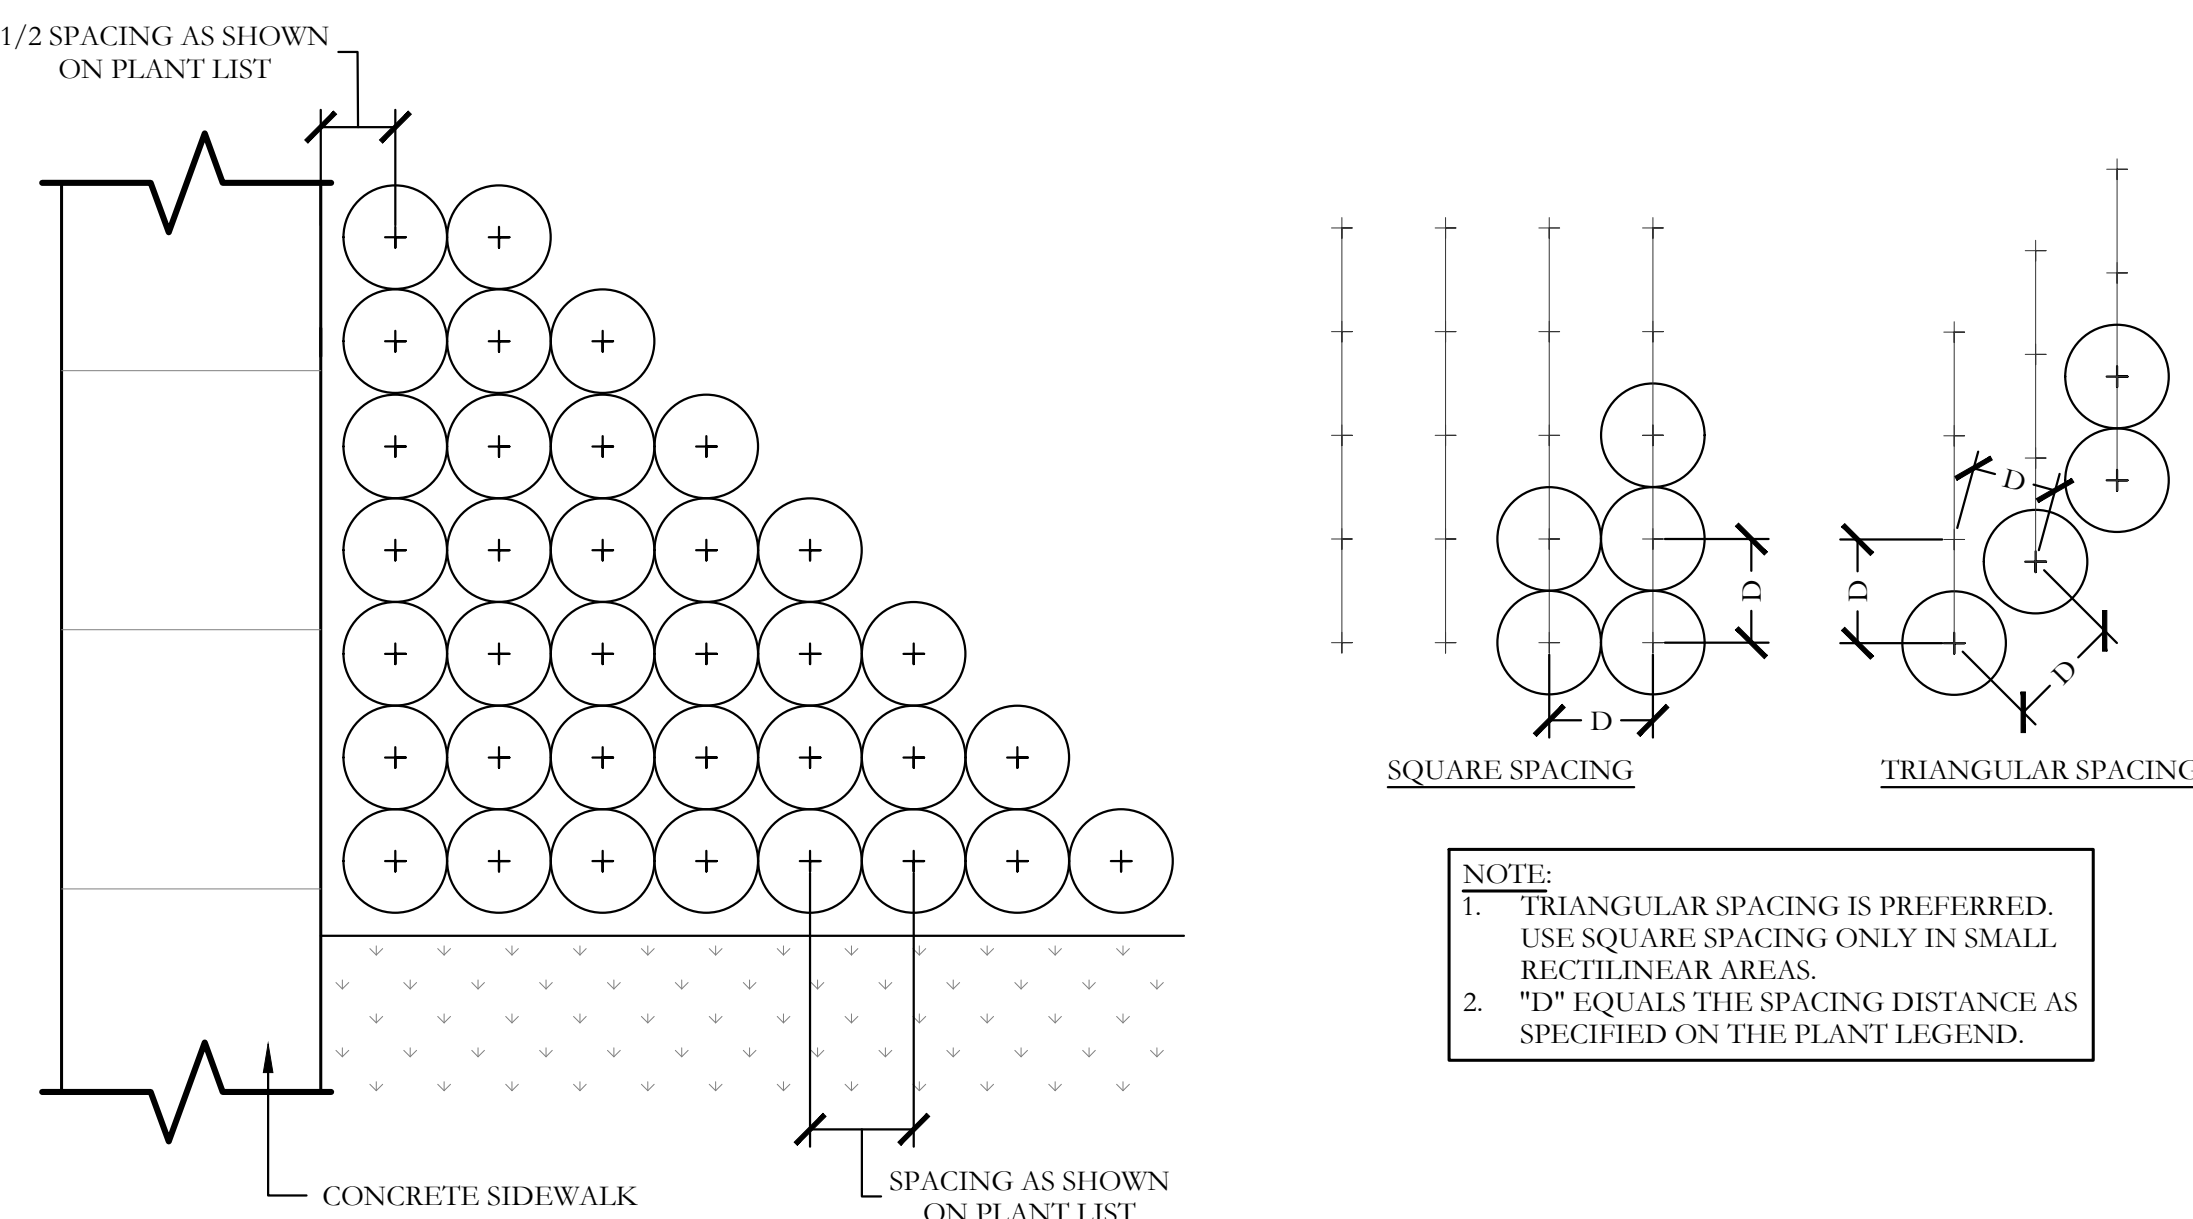 1/2 SPACING AS SHOWN
ON PLANT LIST
D
D
D
D
D
SQUARE SPACING
TRIANGULAR SPACING
NOTE:
1. TRIANGULAR SPACING IS PREFERRED.
USE SQUARE SPACING ONLY IN SMALL
RECTILINEAR AREAS.
2. "D" EQUALS THE SPACING DISTANCE AS
SPECIFIED ON THE PLANT LEGEND.
CONCRETE SIDEWALK
SPACING AS SHOWN
ON PLANT LIST